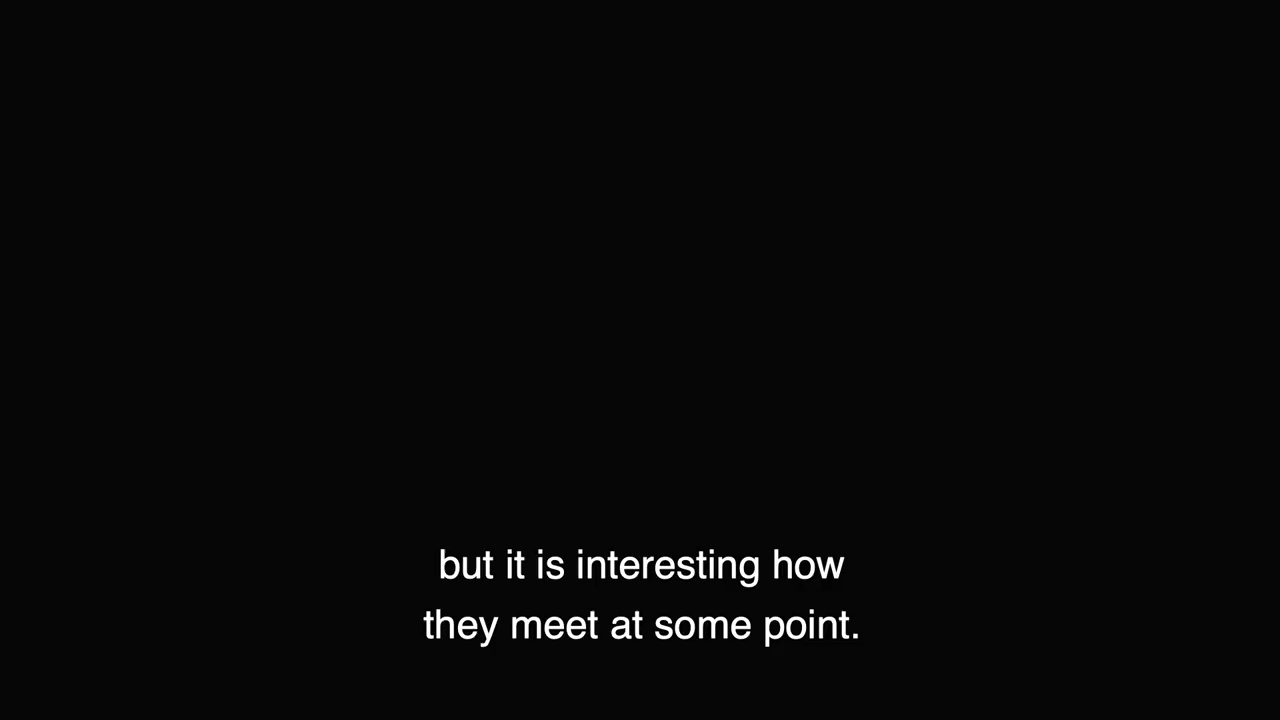 but it is interesting how
they meet at some point.